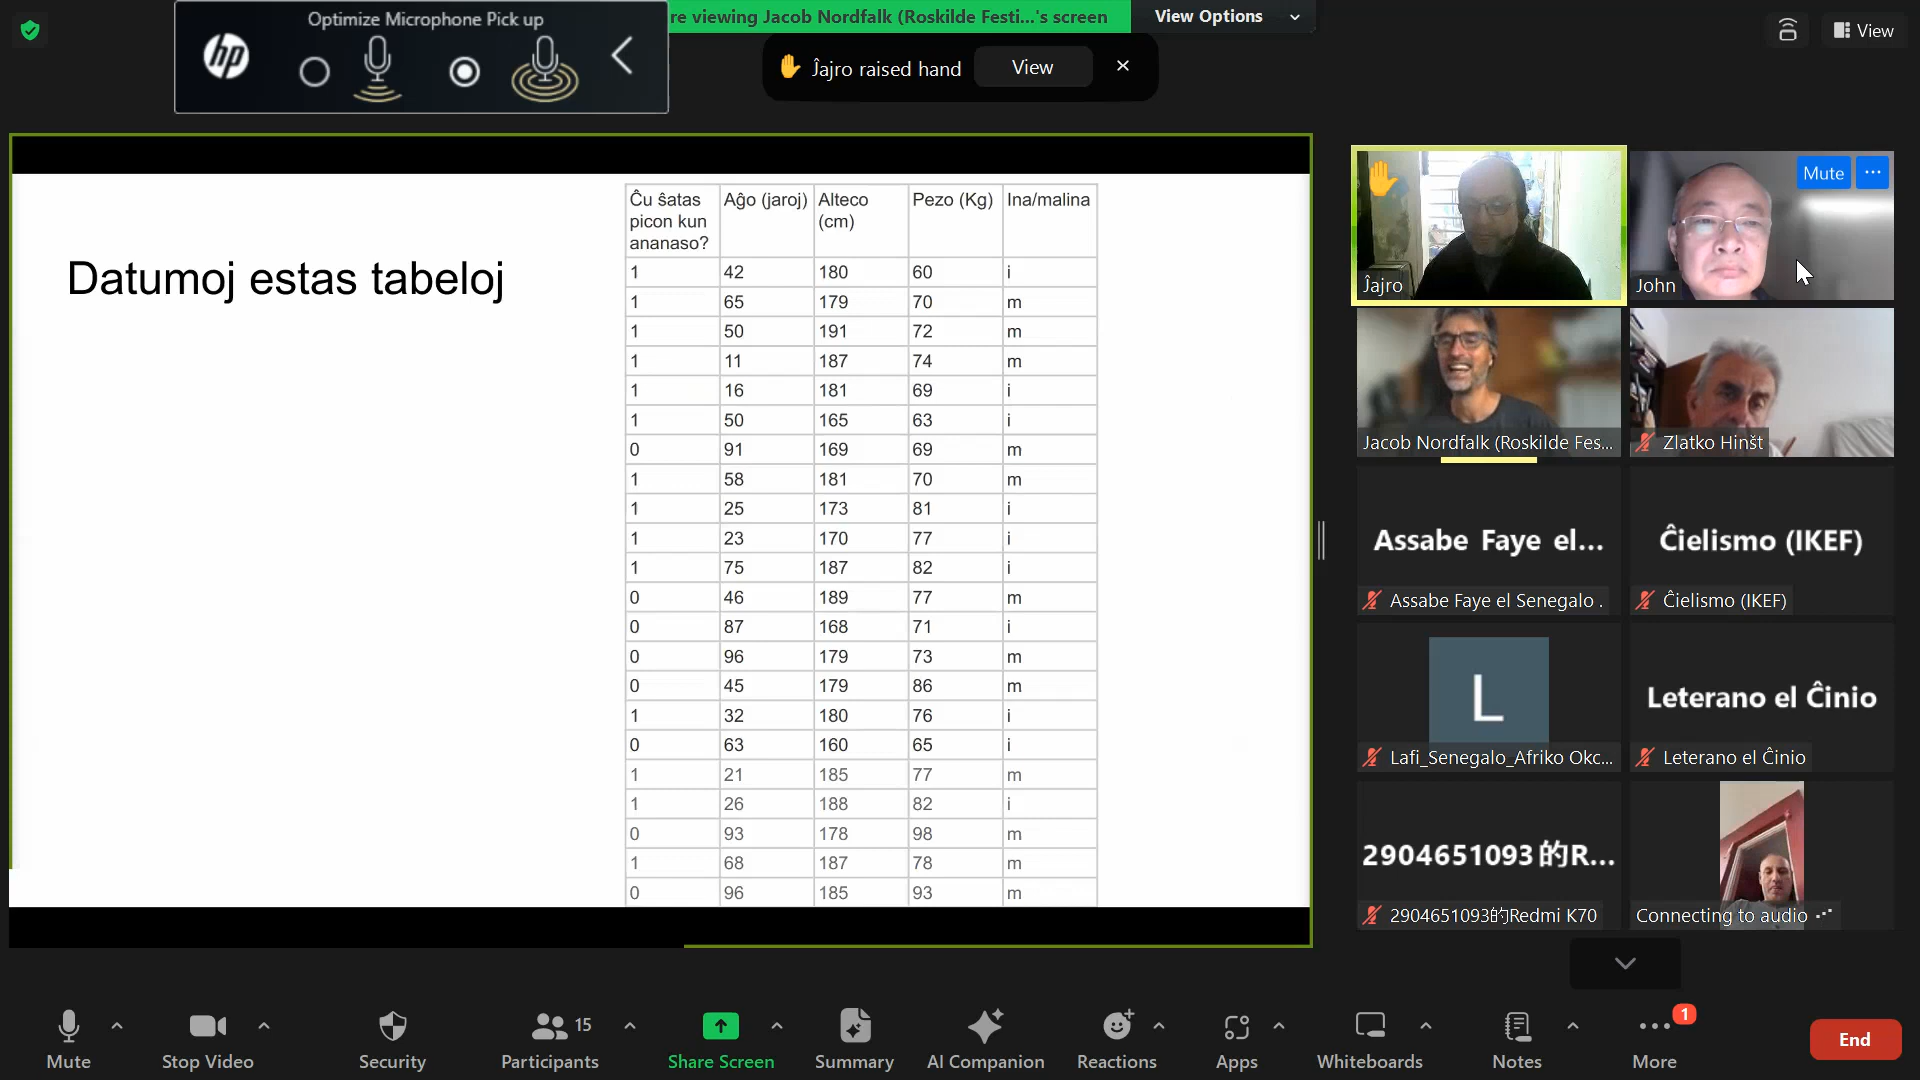 Optimize Microphone Pick up
hp
re viewing Jacob Nordfalk (Roskilde Festi...'s screen
View Options
View
Ĵajro raised hand
View
Datumoj estas tabeloj
Ĉu ŝatas picon kun ananaso? Aĝo (jaroj) Alteco (cm) Pezo (Kg) Ina/malina
1 42 180 60 i
1 65 179 70 m
1 50 191 72 m
1 11 187 74 m
1 16 181 69 i
1 50 165 63 i
0 91 169 69 m
1 58 181 70 m
1 25 173 81 i
1 23 170 77 i
1 75 187 82 i
0 46 189 77 m
0 87 168 71 i
0 96 179 73 m
0 45 179 86 m
1 32 180 76 i
0 63 160 65 i
1 21 185 77 m
1 26 188 82 i
0 93 178 98 m
1 68 187 78 m
0 96 185 93 m
Ĵajro
Mute
John
Jacob Nordfalk (Roskilde Fes...
Zlatko Hinŝt
Assabe Faye el...
Assabe Faye el Senegalo .
Ĉielismo (IKEF)
Ĉielismo (IKEF)
L
Lafi_Senegalo_Afriko Okc...
Leterano el Ĉinio
Leterano el Ĉinio
2904651093的R...
2904651093的Redmi K70
Connecting to audio
Mute
Stop Video
Security
15
Participants
Share Screen
Summary
AI Companion
Reactions
Apps
Whiteboards
Notes
1
More
End